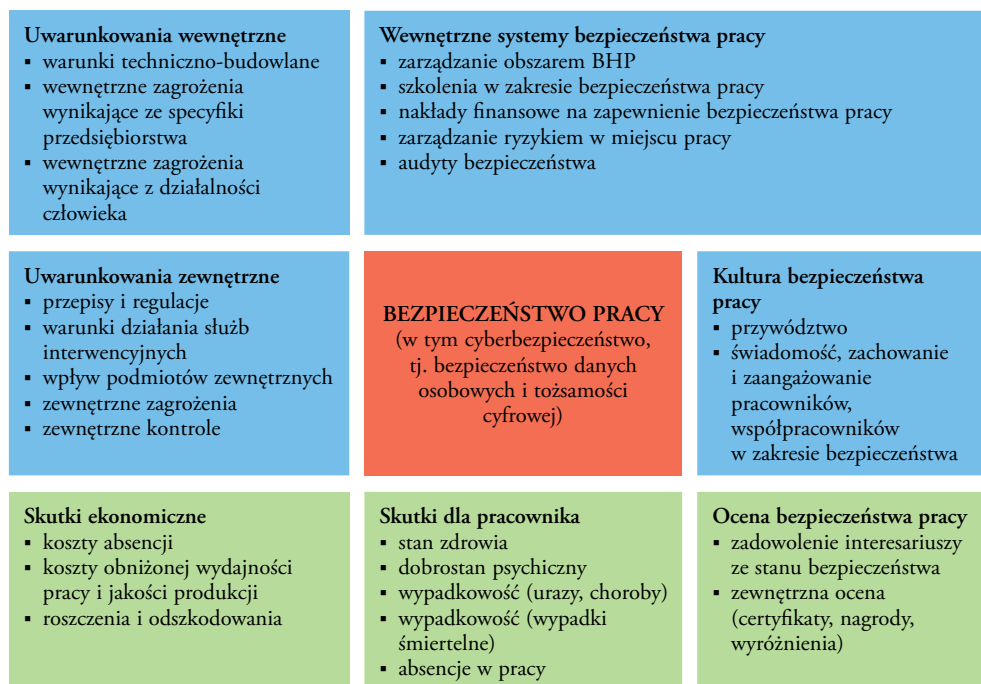 Uwarunkowania wewnętrzne
▪ warunki techniczno-budowlane
▪ wewnętrzne zagrożenia
wynikające ze specyfiki
przedsiębiorstwa
▪ wewnętrzne zagrożenia
wynikające z działalności
człowieka
Wewnętrzne systemy bezpieczeństwa pracy
▪ zarządzanie obszarem BHP
▪ szkolenia w zakresie bezpieczeństwa pracy
▪ nakłady finansowe na zapewnienie bezpieczeństwa pracy
▪ zarządzanie ryzykiem w miejscu pracy
▪ audyty bezpieczeństwa
Uwarunkowania zewnętrzne
▪ przepisy i regulacje
▪ warunki działania służb
interwencyjnych
▪ wpływ podmiotów zewnętrznych
▪ zewnętrzne zagrożenia
▪ zewnętrzne kontrole
BEZPIECZEŃSTWO PRACY
(w tym cyberbezpieczeństwo,
tj. bezpieczeństwo danych
osobowych i tożsamości
cyfrowej)
Kultura bezpieczeństwa
pracy
▪ przywództwo
▪ świadomość, zachowanie
i zaangażowanie
pracowników,
współpracowników
w zakresie bezpieczeństwa
Skutki ekonomiczne
▪ koszty absencji
▪ koszty obniżonej wydajności
pracy i jakości produkcji
▪ roszczenia i odszkodowania
Skutki dla pracownika
▪ stan zdrowia
▪ dobrostan psychiczny
▪ wypadkowość (urazy, choroby)
▪ wypadkowość (wypadki
śmiertelne)
▪ absencje w pracy
Ocena bezpieczeństwa pracy
▪ zadowolenie interesariuszy
ze stanu bezpieczeństwa
▪ zewnętrzna ocena
(certyfikaty, nagrody,
wyróżnienia)